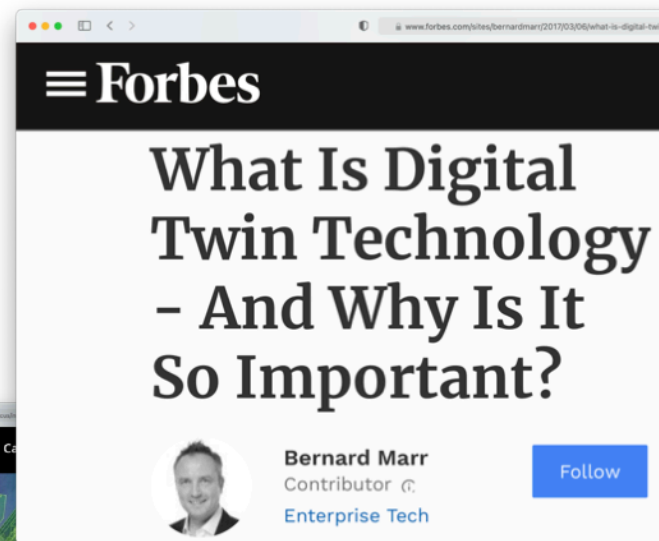 www.forbes.com/sites/bernardmarr/2017/03/06/what-is-digital-twi
Forbes
What Is Digital
Twin Technology
- And Why Is It
So Important?
Bernard Marr
Contributor
Follow
Enterprise Tech
Ca